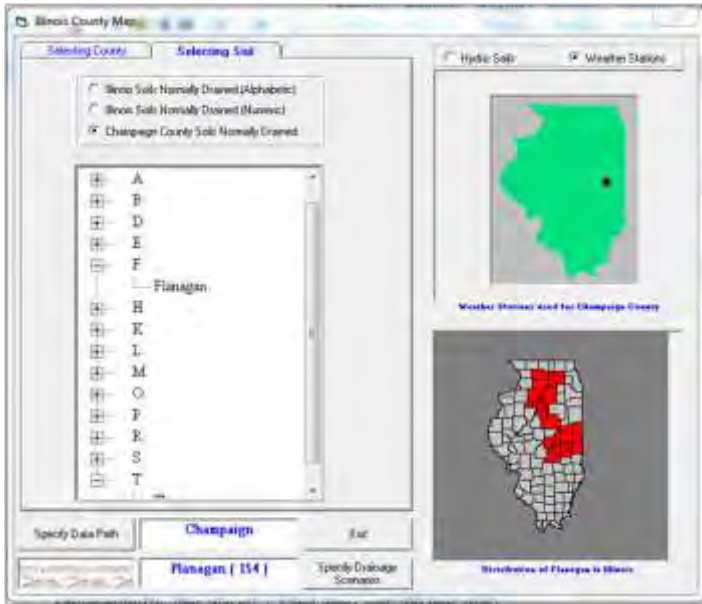 Illinois County Map
Selecting County
Selecting Soil
Illinois Soils Normally Drained (Alphabetic)
Illinois Soils Normally Drained (Numeric)
Champaign County Soils Normally Drained
A
B
D
E
F
Flanagan
H
K
L
M
O
P
R
S
T
Specify Data Path
Champaign
Exit
Flanagan ( 154 )
Specify Drainage
Scenarios
Hydric Soils
Weather Stations
Weather Stations used for Champaign County
Distribution of Flanagan in Illinois